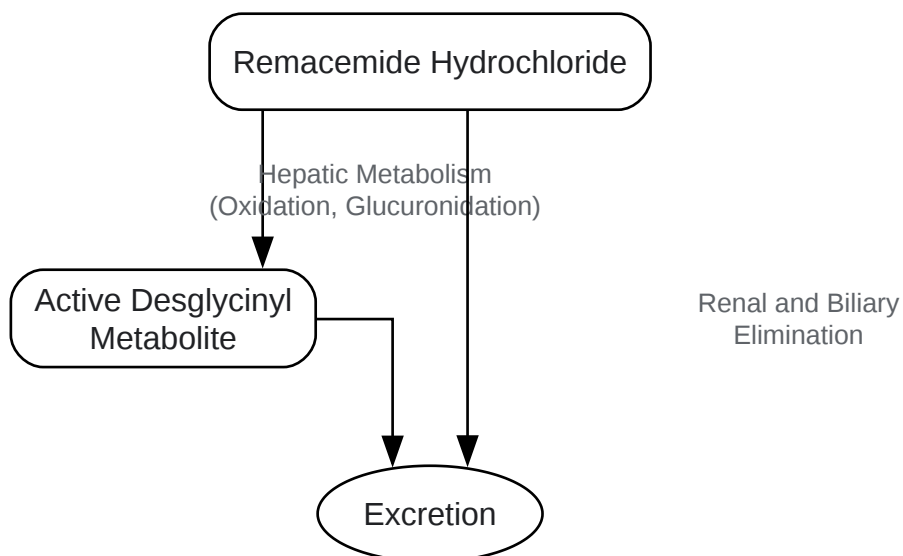 Remacemide Hydrochloride
Hepatic Metabolism
(Oxidation, Glucuronidation)
Active Desglycinyl
Metabolite
Renal and Biliary
Elimination
Excretion